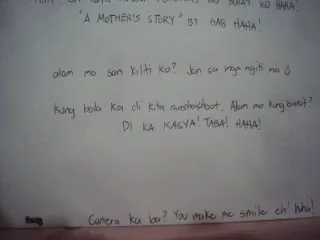 "A MOTHER'S STORY" BY GAB HAHA!
alam mo san kiliti ko? Jan sa mga ngiti mo
Kung bola ka di kita mashoshoot. Alam mo kung bakit?
DI KA KASYA! TABA! HAHA!
Camera ka ba? You make me smile eh! haha!